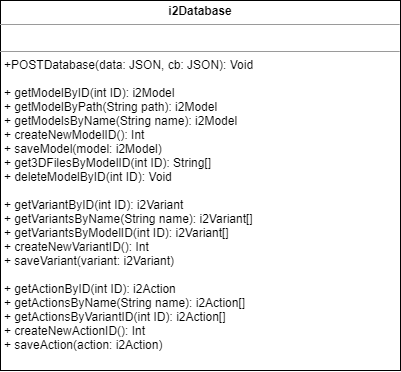 i2Database
+POSTDatabase(data: JSON, cb: JSON): Void
+ getModelByID(int ID): i2Model
+ getModelByPath(String path): i2Model
+ getModelsByName(String name): i2Model
+ createNewModelID(): Int
+ saveModel(model: i2Model)
+ get3DFilesByModelID(int ID): String[]
+ deleteModelByID(int ID): Void
+ getVariantByID(int ID): i2Variant
+ getVariantsByName(String name): i2Variant[]
+ getVariantsByModelID(int ID): i2Variant[]
+ createNewVariantID(): Int
+ saveVariant(variant: i2Variant)
+ getActionByID(int ID): i2Action
+ getActionsByName(String name): i2Action[]
+ getActionsByVariantID(int ID): i2Action[]
+ createNewActionID(): Int
+ saveAction(action: i2Action)